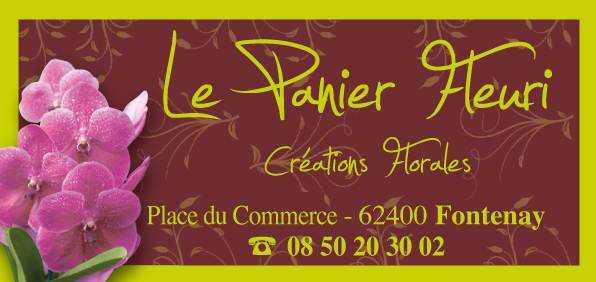 Le Panier Fleuri
Créations Florales
Place du Commerce - 62400 Fontenay
☎ 08 50 20 30 02